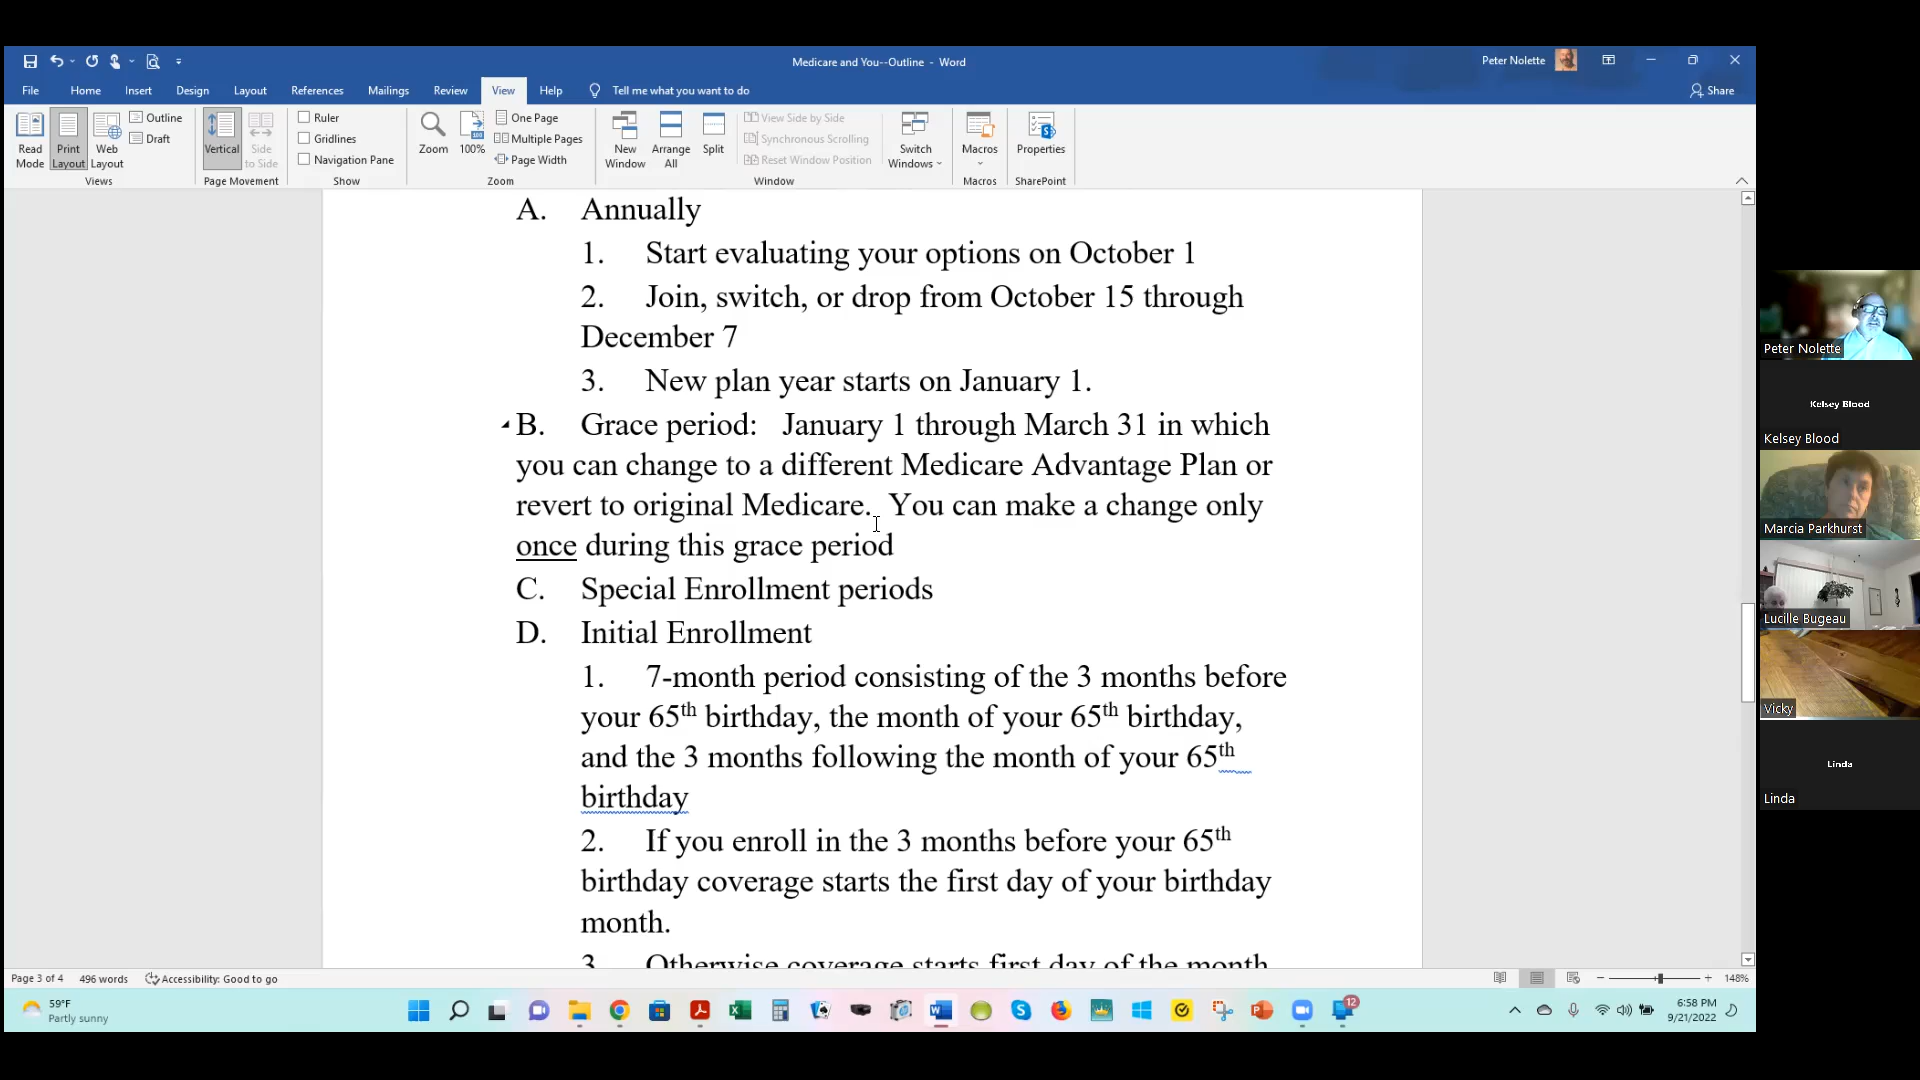 Medicare and You--Outline - Word
Peter Nolette
File Home Insert Design Layout References Mailings Review View Help Tell me what you want to do
Share
Read Mode
Print Layout
Web Layout
Outline
Draft
Views
Vertical
Side to Side
Page Movement
Ruler
Gridlines
Navigation Pane
Show
Zoom
100%
One Page
Multiple Pages
Page Width
Zoom
New Window
Arrange All
Split
View Side by Side
Synchronous Scrolling
Reset Window Position
Window
Switch Windows
Macros
Macros
Properties
SharePoint
A. Annually
1. Start evaluating your options on October 1
2. Join, switch, or drop from October 15 through
December 7
3. New plan year starts on January 1.
B. Grace period: January 1 through March 31 in which
you can change to a different Medicare Advantage Plan or
revert to original Medicare. You can make a change only
once during this grace period
C. Special Enrollment periods
D. Initial Enrollment
1. 7-month period consisting of the 3 months before
your 65th birthday, the month of your 65th birthday,
and the 3 months following the month of your 65th
birthday
2. If you enroll in the 3 months before your 65th
birthday coverage starts the first day of your birthday
month.
3. Otherwise coverage starts first day of the month
Peter Nolette
Kelsey Blood
Kelsey Blood
Marcia Parkhurst
Lucille Bugeau
Vicky
Linda
Linda
Page 3 of 4 496 words Accessibility: Good to go
148%
59°F
Partly sunny
12
6:58 PM
9/21/2022